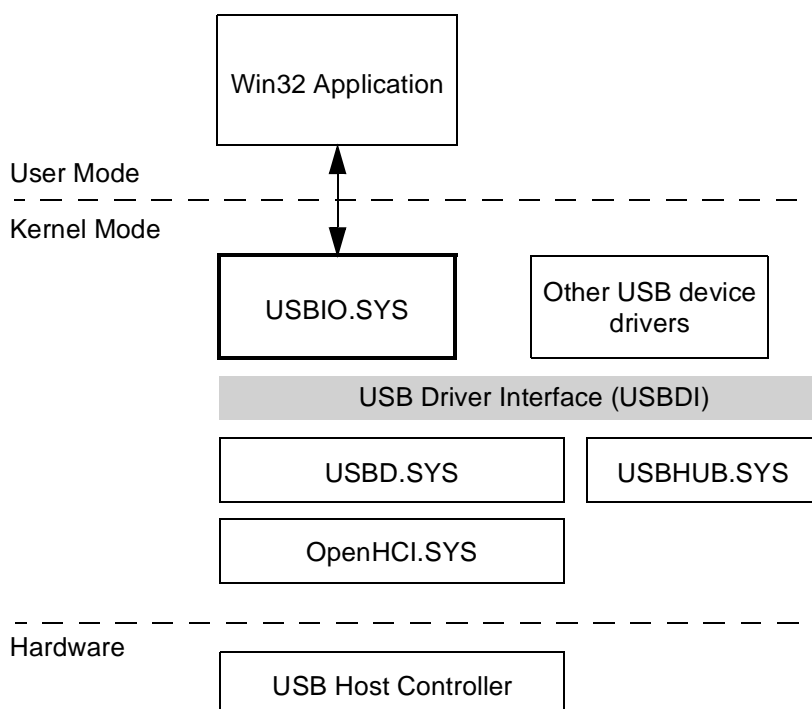 Win32 Application
User Mode
Kernel Mode
USBIO.SYS
Other USB device
drivers
USB Driver Interface (USBDI)
USBD.SYS
USBHUB.SYS
OpenHCI.SYS
Hardware
USB Host Controller